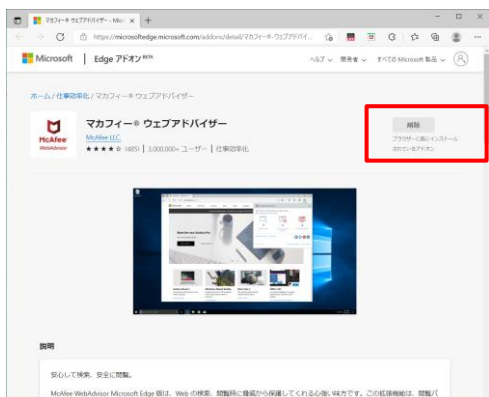 マカフィー® ウェブアドバイザー - Micr
https://microsoftedge.microsoft.com/addons/detail/マカフィー®-ウェブアドバイ...
Microsoft | Edge アドオン BETA
ヘルプ 開発者 すべての Microsoft 製品
ホーム / 仕事効率化 / マカフィー® ウェブアドバイザー
McAfee
WebAdvisor
マカフィー® ウェブアドバイザー
McAfee LLC.
★★★★☆ (485) | 3,000,000+ ユーザー | 仕事効率化
削除
ブラウザーに既にインストール
されているアドオン
説明
安心して検索、安全に閲覧。
McAfee WebAdvisor Microsoft Edge 版は、Web の検索、閲覧時に脅威から保護してくれる心強い味方です。この拡張機能は、閲覧パ